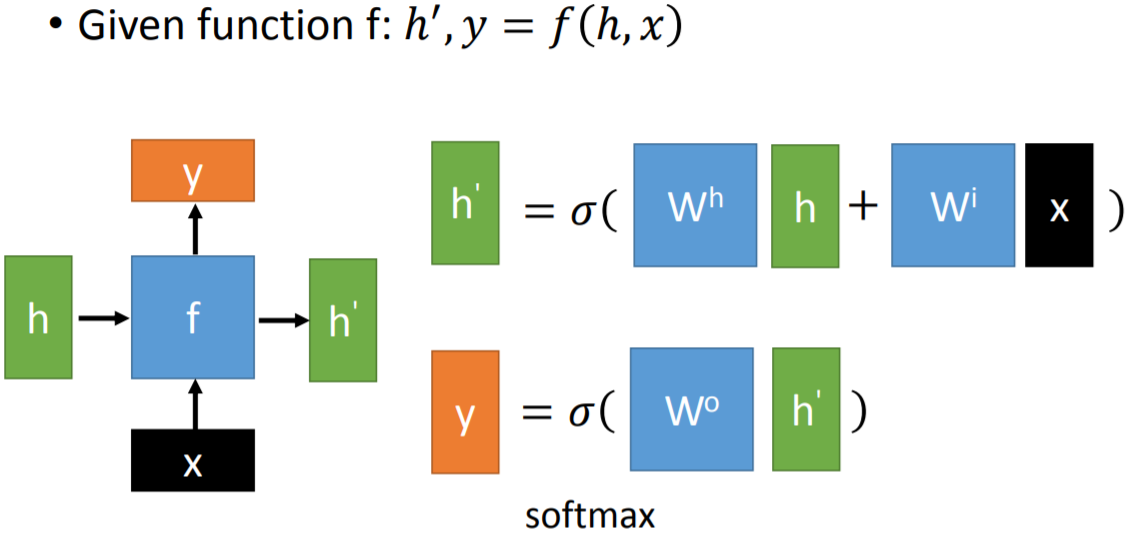 • Given function f: h′, y = f(h, x)
y
h
f
h'
x
h' = σ( Wʰ h + Wⁱ x )
y = σ( Wᵒ h' )
softmax